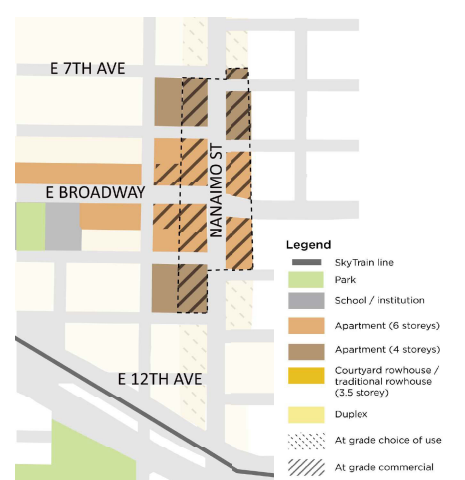 E 7TH AVE
E BROADWAY
NANAIMO ST
E 12TH AVE
Legend
SkyTrain line
Park
School / institution
Apartment (6 storeys)
Apartment (4 storeys)
Courtyard rowhouse /
traditional rowhouse
(3.5 storey)
Duplex
At grade choice of use
At grade commercial